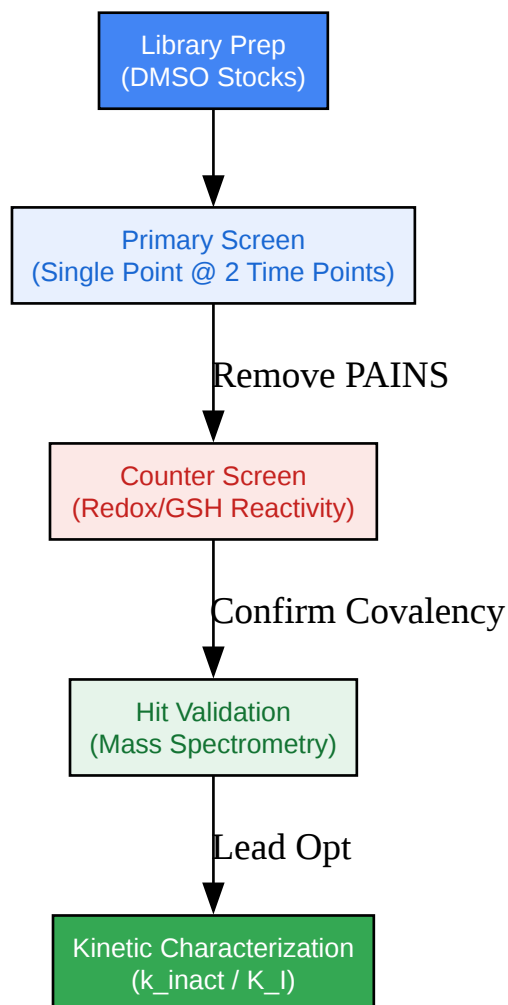 Library Prep
(DMSO Stocks)
Primary Screen
(Single Point @ 2 Time Points)
Remove PAINS
Counter Screen
(Redox/GSH Reactivity)
Confirm Covalency
Hit Validation
(Mass Spectrometry)
Lead Opt
Kinetic Characterization
(k_inact / K_I)